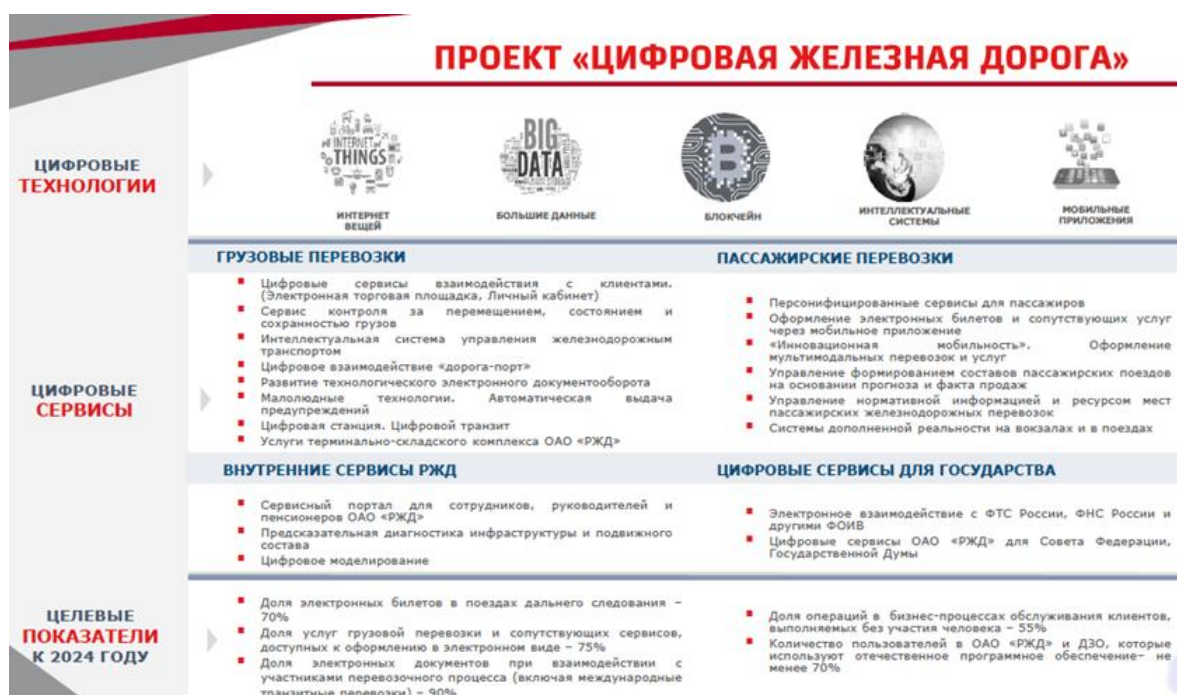 ПРОЕКТ «ЦИФРОВАЯ ЖЕЛЕЗНАЯ ДОРОГА»
ЦИФРОВЫЕ
ТЕХНОЛОГИИ
INTERNET of
THINGS
BIG
DATA
ИНТЕРНЕТ
ВЕЩЕЙ
БОЛЬШИЕ ДАННЫЕ
БЛОКЧЕЙН
ИНТЕЛЛЕКТУАЛЬНЫЕ
СИСТЕМЫ
МОБИЛЬНЫЕ
ПРИЛОЖЕНИЯ
ЦИФРОВЫЕ
СЕРВИСЫ
ГРУЗОВЫЕ ПЕРЕВОЗКИ
Цифровые сервисы взаимодействия с клиентами.
(Электронная торговая площадка, Личный кабинет)
Сервис контроля за перемещением, состоянием и
сохранностью грузов
Интеллектуальная система управления железнодорожным
транспортом
Цифровое взаимодействие «дорога-порт»
Развитие технологического электронного документооборота
Малолюдные технологии. Автоматическая выдача
предупреждений
Цифровая станция. Цифровой транзит
Услуги терминально-складского комплекса ОАО «РЖД»
ПАССАЖИРСКИЕ ПЕРЕВОЗКИ
Персонифицированные сервисы для пассажиров
Оформление электронных билетов и сопутствующих услуг
через мобильное приложение
«Инновационная мобильность». Оформление
мультимодальных перевозок и услуг
Управление формированием составов пассажирских поездов
на основании прогноза и факта продаж
Управление нормативной информацией и ресурсом мест
пассажирских железнодорожных перевозок
Системы дополненной реальности на вокзалах и в поездах
ВНУТРЕННИЕ СЕРВИСЫ РЖД
Сервисный портал для сотрудников, руководителей и
пенсионеров ОАО «РЖД»
Предсказательная диагностика инфраструктуры и подвижного
состава
Цифровое моделирование
ЦИФРОВЫЕ СЕРВИСЫ ДЛЯ ГОСУДАРСТВА
Электронное взаимодействие с ФТС России, ФНС России и
другими ФОИВ
Цифровые сервисы ОАО «РЖД» для Совета Федерации,
Государственной Думы
ЦЕЛЕВЫЕ
ПОКАЗАТЕЛИ
К 2024 ГОДУ
Доля электронных билетов в поездах дальнего следования –
70%
Доля услуг грузовой перевозки и сопутствующих сервисов,
доступных к оформлению в электронном виде – 75%
Доля электронных документов при взаимодействии с
участниками перевозочного процесса (включая международные
транзитные перевозки) – 90%
Доля операций в бизнес-процессах обслуживания клиентов,
выполняемых без участия человека – 55%
Количество пользователей в ОАО «РЖД» и ДЗО, которые
используют отечественное программное обеспечение– не
менее 70%